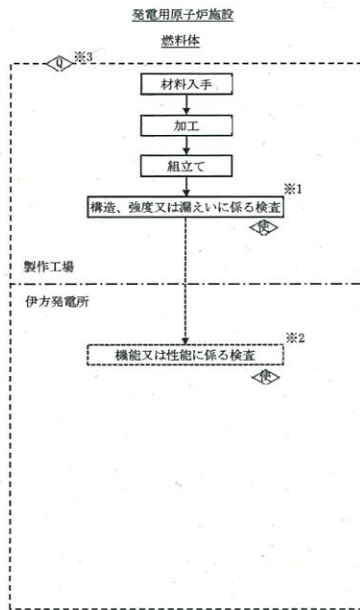 発電用原子炉施設
燃料体
Q ※3
材料入手
加工
組立て
※1
構造、強度又は漏えいに係る検査
使
製作工場
伊方発電所
※2
機能又は性能に係る検査
使